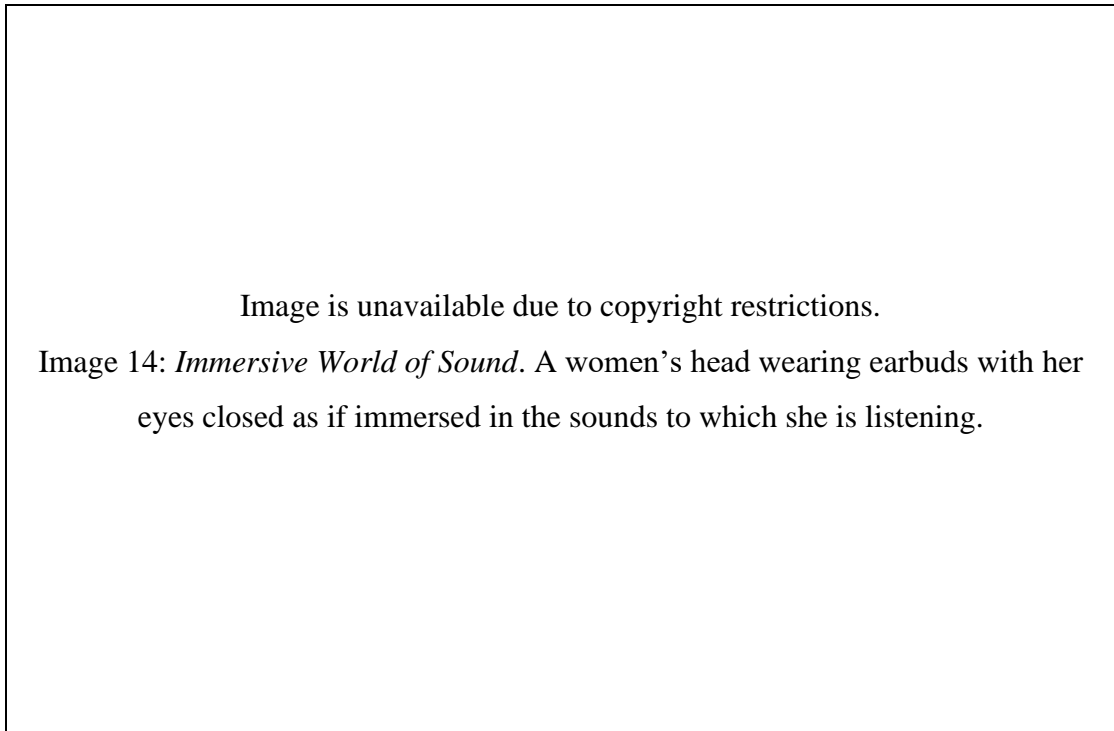 Image is unavailable due to copyright restrictions.
Image 14: Immersive World of Sound. A women’s head wearing earbuds with her
eyes closed as if immersed in the sounds to which she is listening.